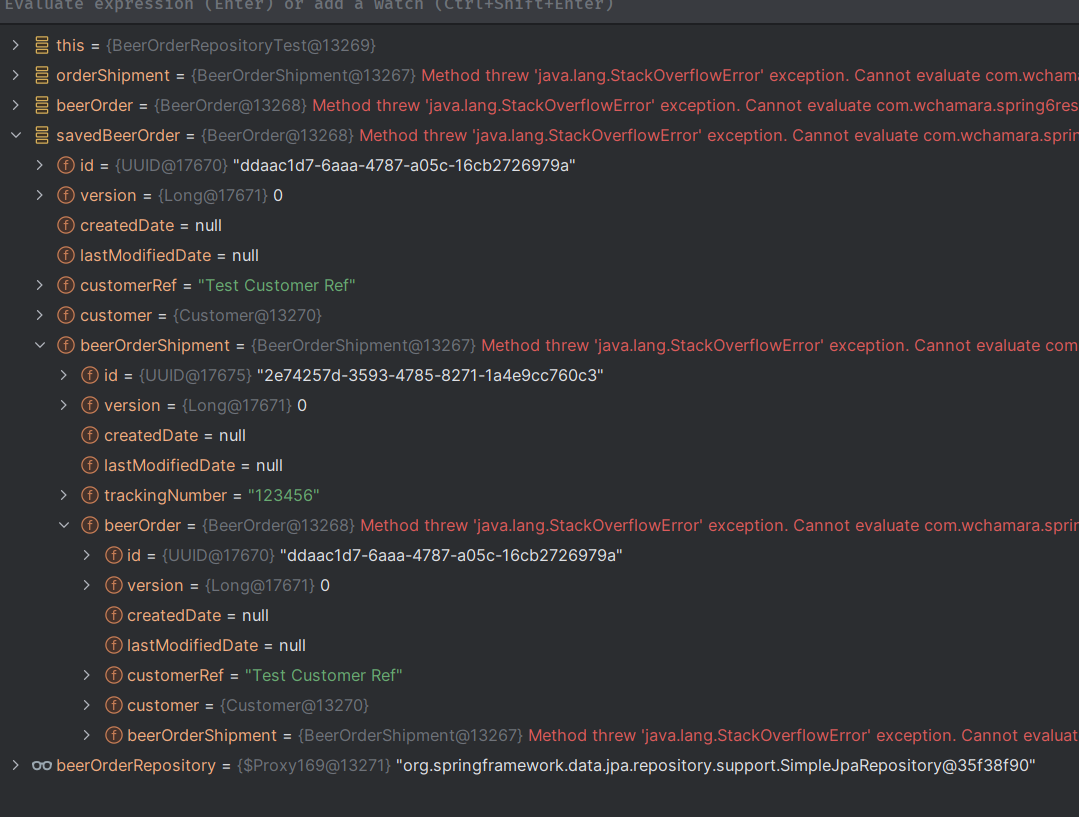 Evaluate expression (Enter) or add a watch (Ctrl+Shift+Enter)
this = {BeerOrderRepositoryTest@13269}
orderShipment = {BeerOrderShipment@13267} Method threw 'java.lang.StackOverflowError' exception. Cannot evaluate com.wchama
beerOrder = {BeerOrder@13268} Method threw 'java.lang.StackOverflowError' exception. Cannot evaluate com.wchamara.spring6res
savedBeerOrder = {BeerOrder@13268} Method threw 'java.lang.StackOverflowError' exception. Cannot evaluate com.wchamara.sprin
f id = {UUID@17670} "ddaac1d7-6aaa-4787-a05c-16cb2726979a"
f version = {Long@17671} 0
f createdDate = null
f lastModifiedDate = null
f customerRef = "Test Customer Ref"
f customer = {Customer@13270}
f beerOrderShipment = {BeerOrderShipment@13267} Method threw 'java.lang.StackOverflowError' exception. Cannot evaluate com
f id = {UUID@17675} "2e74257d-3593-4785-8271-1a4e9cc760c3"
f version = {Long@17671} 0
f createdDate = null
f lastModifiedDate = null
f trackingNumber = "123456"
f beerOrder = {BeerOrder@13268} Method threw 'java.lang.StackOverflowError' exception. Cannot evaluate com.wchamara.sprin
f id = {UUID@17670} "ddaac1d7-6aaa-4787-a05c-16cb2726979a"
f version = {Long@17671} 0
f createdDate = null
f lastModifiedDate = null
f customerRef = "Test Customer Ref"
f customer = {Customer@13270}
f beerOrderShipment = {BeerOrderShipment@13267} Method threw 'java.lang.StackOverflowError' exception. Cannot evaluat
beerOrderRepository = {$Proxy169@13271} "org.springframework.data.jpa.repository.support.SimpleJpaRepository@35f38f90"